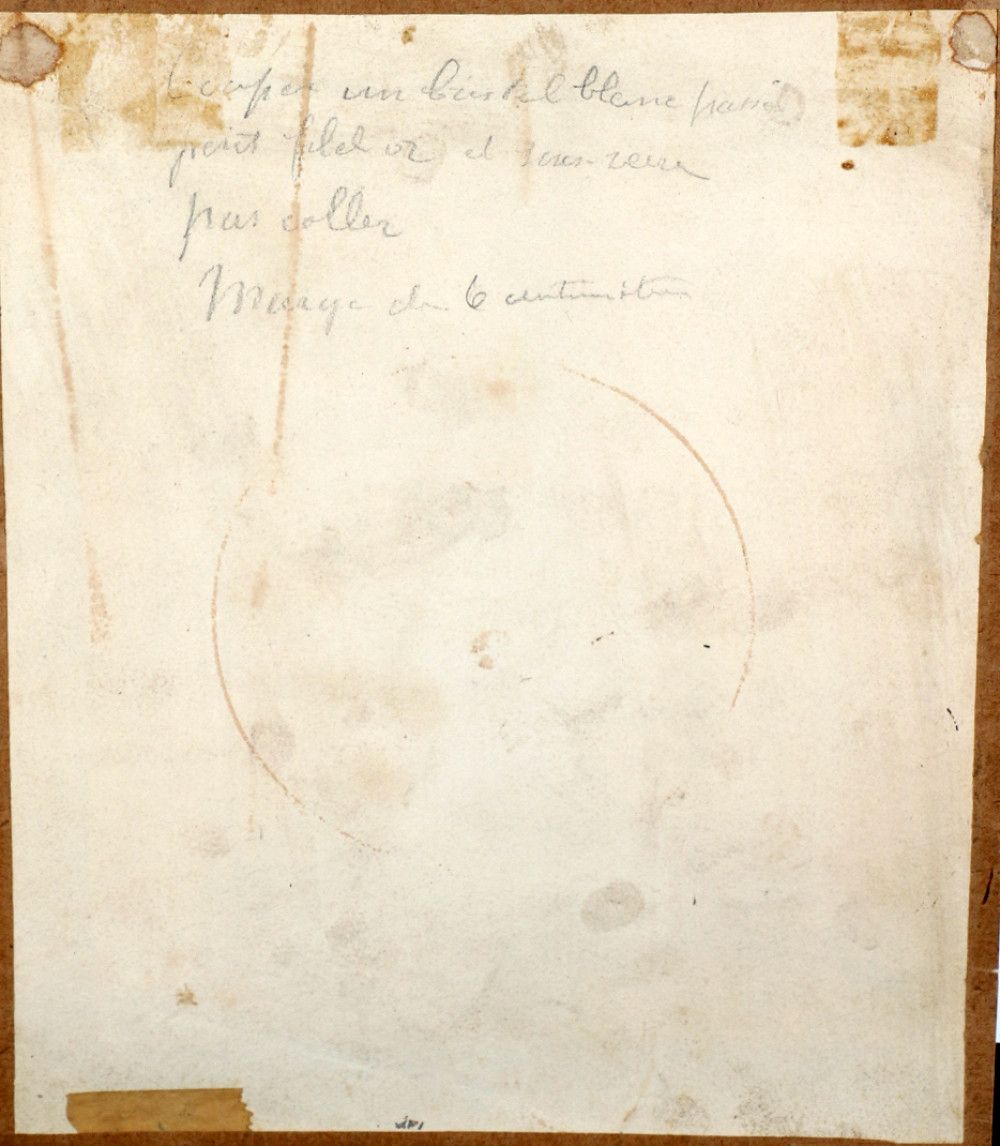 Couper un bristol blanc passé
petit filet or et sous-verre
pas coller
Marge de 6 centimètres